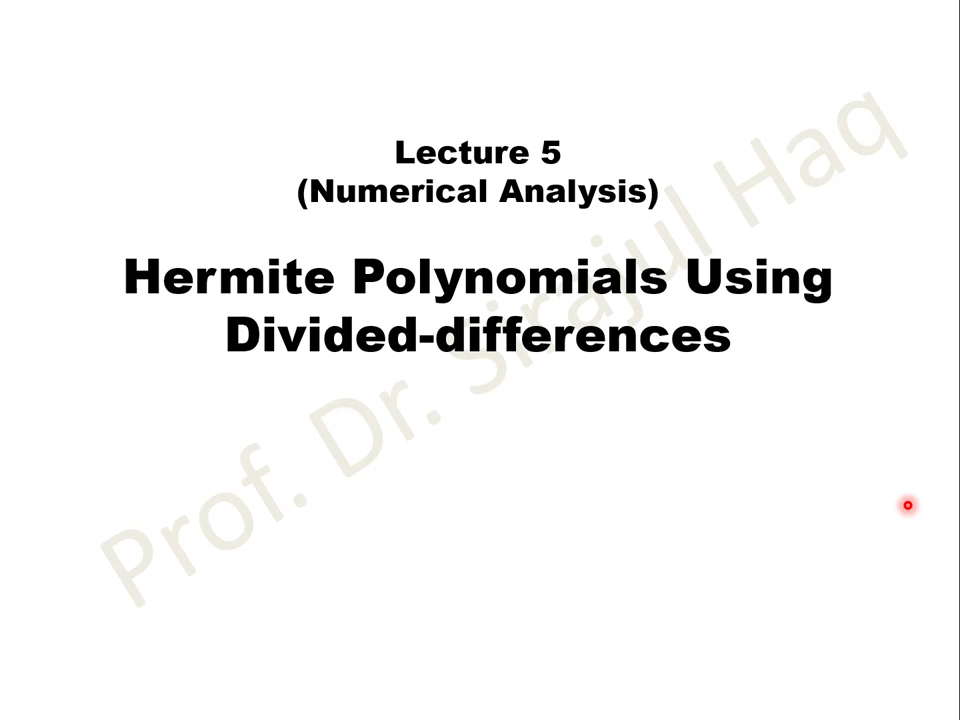 Lecture 5
(Numerical Analysis)
Hermite Polynomials Using
Divided-differences
Prof. Dr. Sirajul Haq